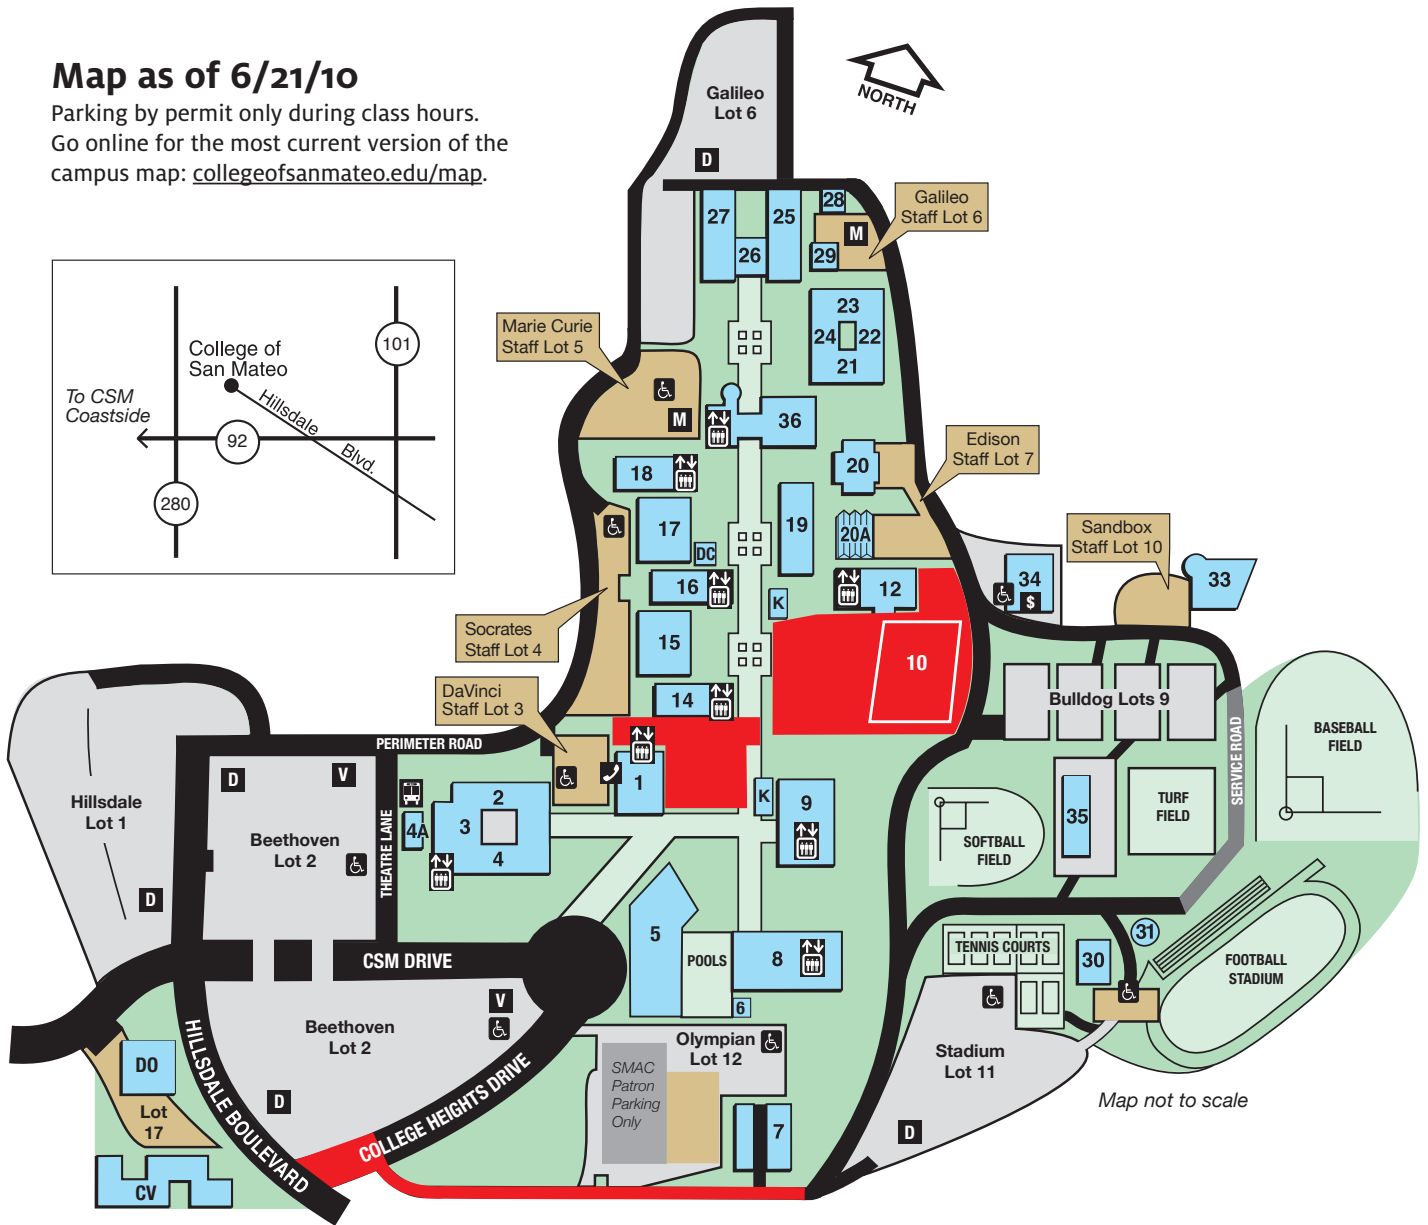 Map as of 6/21/10
Parking by permit only during class hours.
Go online for the most current version of the
campus map: collegeofsanmateo.edu/map.
NORTH
Galileo
Lot 6
D
Galileo
Staff Lot 6
27
25
28
26
29
M
23
24
22
21
College of
San Mateo
101
To CSM
Coastside
Hillsdale
Blvd.
92
280
Marie Curie
Staff Lot 5
M
36
18
20
Edison
Staff Lot 7
17
19
20A
DC
Sandbox
Staff Lot 10
16
K
12
34
$
33
Socrates
Staff Lot 4
15
10
14
Bulldog Lots 9
DaVinci
Staff Lot 3
PERIMETER ROAD
SERVICE ROAD
BASEBALL
FIELD
D
V
1
K
9
Hillsdale
Lot 1
Beethoven
Lot 2
THEATRE LANE
4A
2
3
4
35
TURF
FIELD
SOFTBALL
FIELD
D
5
POOLS
8
6
TENNIS COURTS
30
31
FOOTBALL
STADIUM
CSM DRIVE
V
Beethoven
Lot 2
D
HILLSDALE BOULEVARD
COLLEGE HEIGHTS DRIVE
Olympian
Lot 12
SMAC
Patron
Parking
Only
7
Stadium
Lot 11
D
Map not to scale
DO
Lot
17
CV